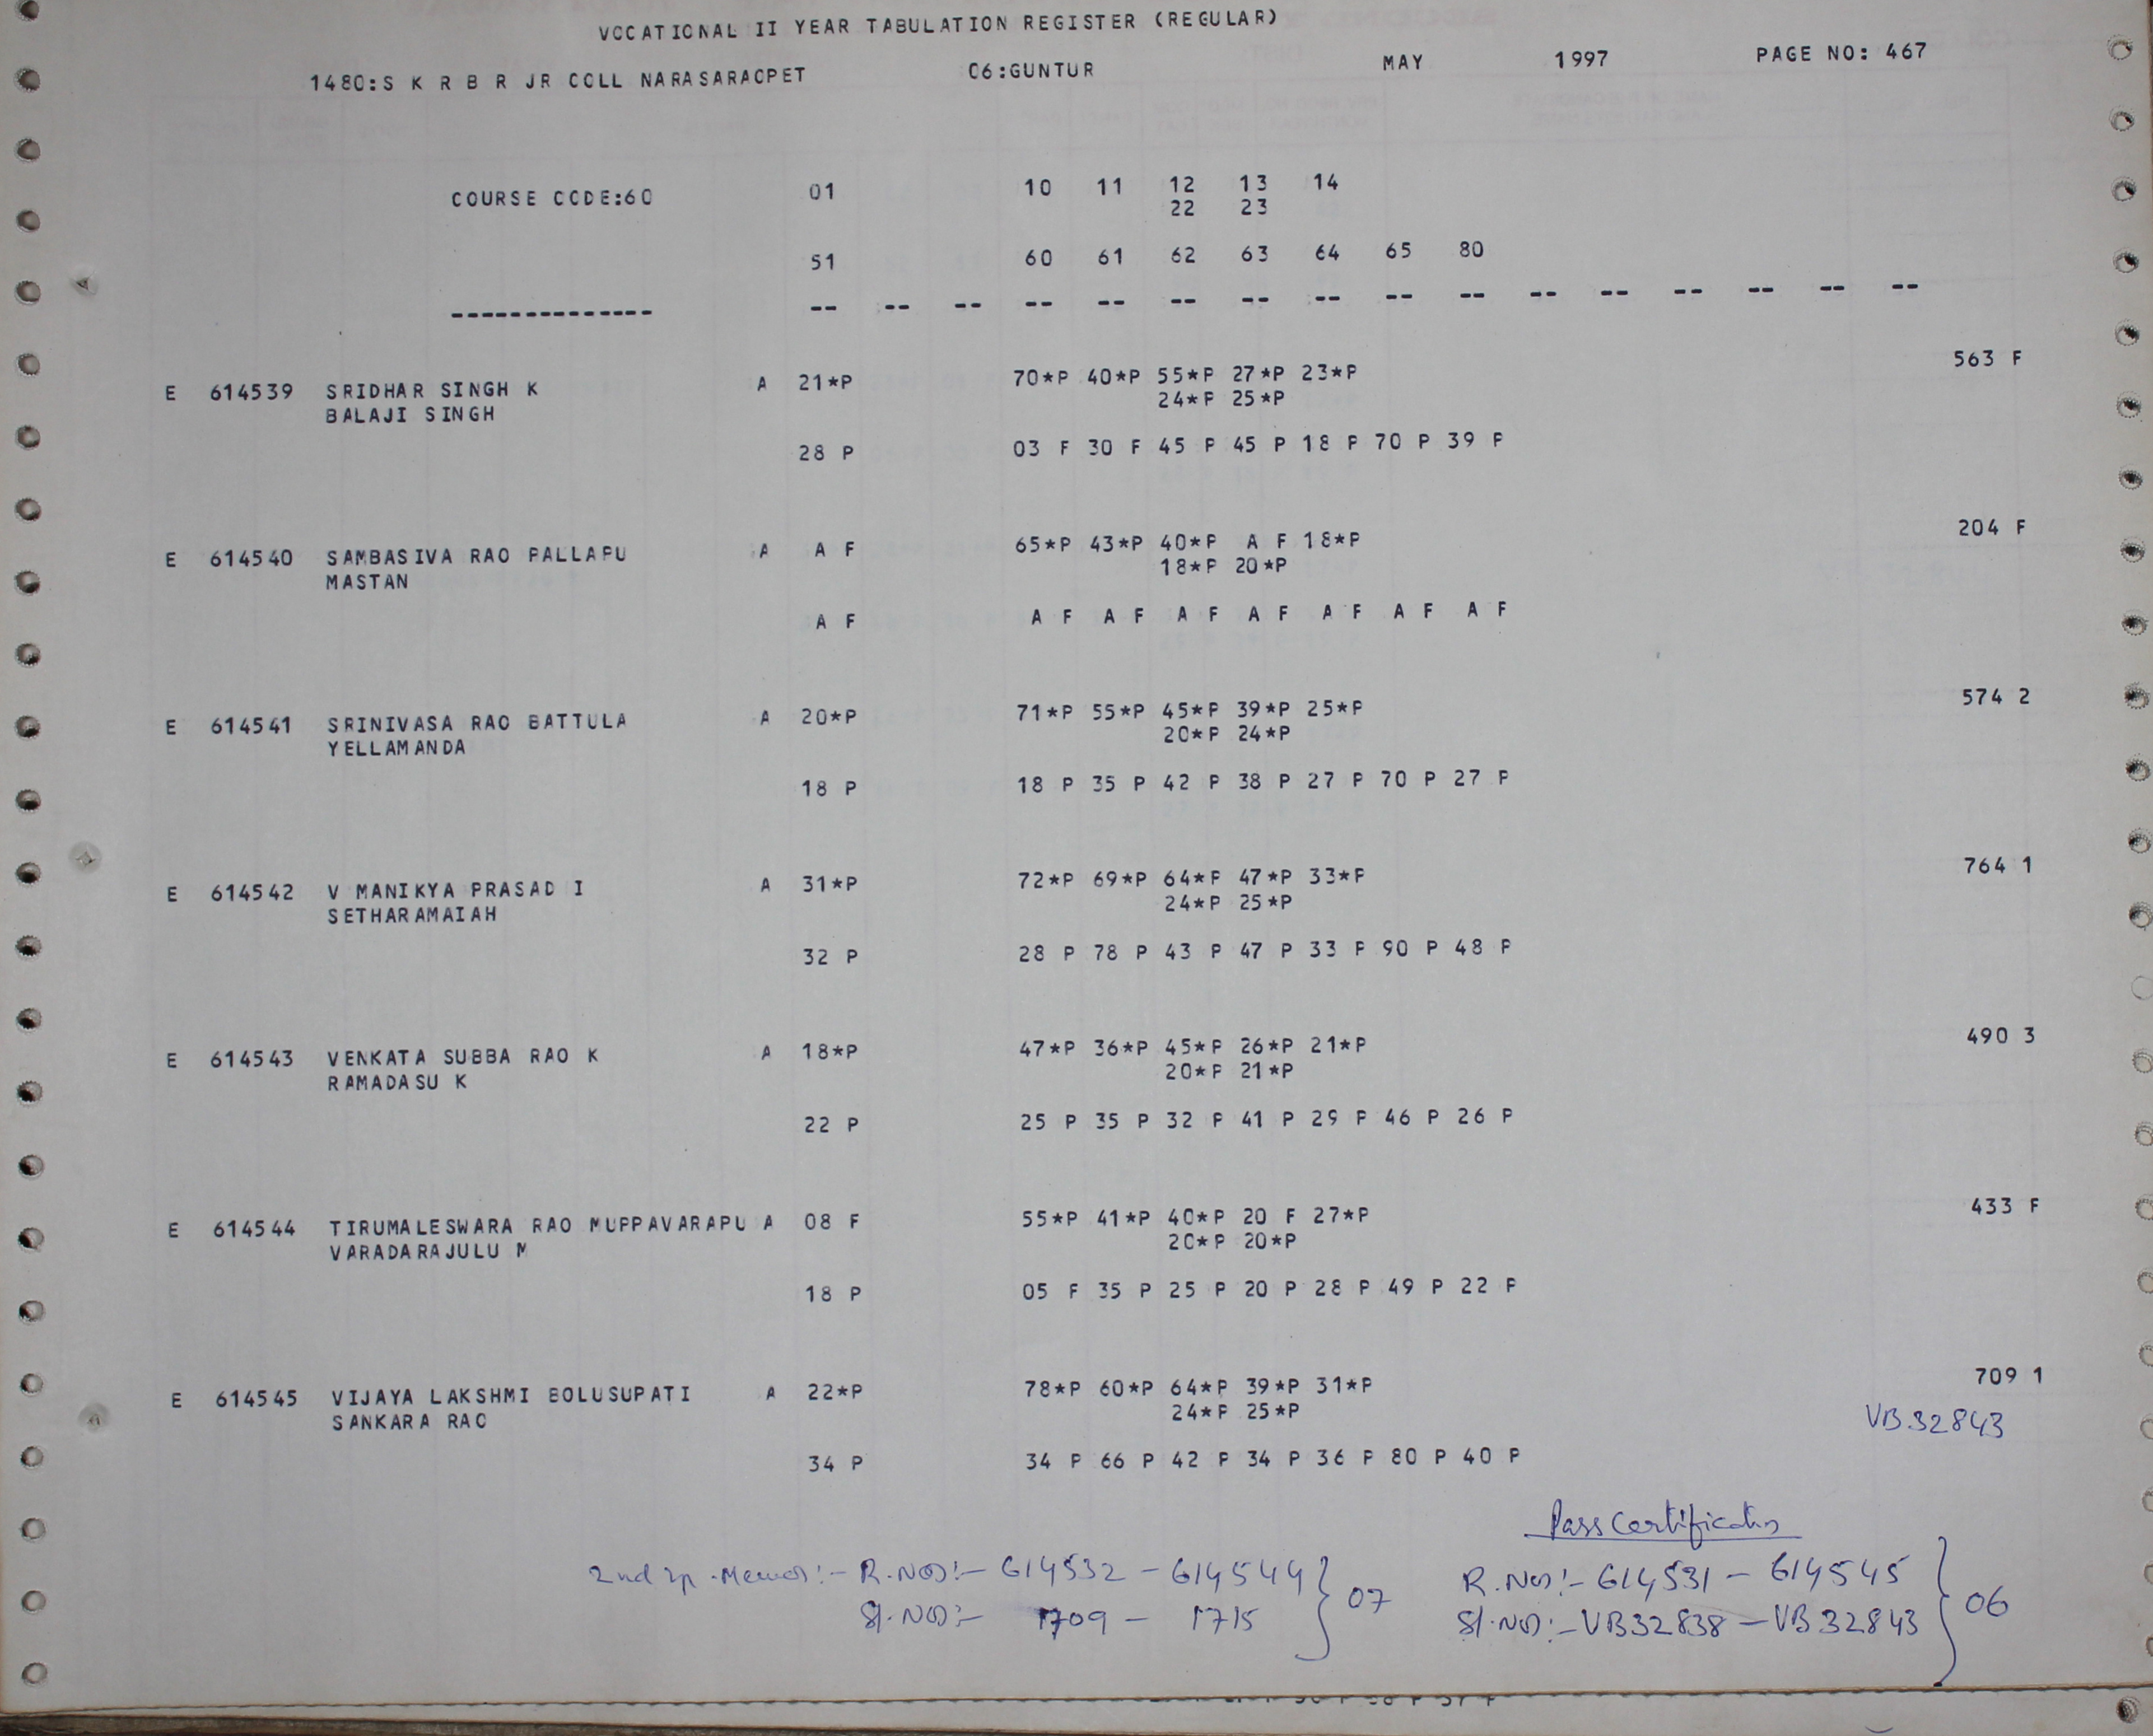 VOCATIONAL II YEAR TABULATION REGISTER (REGULAR)
1480:S K R B R JR COLL NARASARAOPET 06:GUNTUR MAY 1997 PAGE NO: 467
COURSE CODE:60 01 10 11 12 13 14
22 23
51 60 61 62 63 64 65 80
-------------- -- -- -- -- -- -- -- -- -- -- -- -- -- -- -- --
E 614539 SRIDHAR SINGH K A 21*P 70*P 40*P 55*P 27*P 23*P 563 F
BALAJI SINGH 24*P 25*P
28 P 03 F 30 F 45 P 45 P 18 P 70 P 39 P
E 614540 SAMBASIVA RAO PALLAPU A A F 65*P 43*P 40*P A F 18*P 204 F
MASTAN 18*P 20*P
A F A F A F A F A F A F A F A F
E 614541 SRINIVASA RAO BATTULA A 20*P 71*P 55*P 45*P 39*P 25*P 574 2
YELLAMANDA 20*P 24*P
18 P 18 P 35 P 42 P 38 P 27 P 70 P 27 P
E 614542 V MANIKYA PRASAD I A 31*P 72*P 69*P 64*P 47*P 33*P 764 1
SETHARAMAIAH 24*P 25*P
32 P 28 P 78 P 43 P 47 P 33 P 90 P 48 P
E 614543 VENKATA SUBBA RAO K A 18*P 47*P 36*P 45*P 26*P 21*P 490 3
RAMADASU K 20*P 21*P
22 P 25 P 35 P 32 P 41 P 29 P 46 P 26 P
E 614544 TIRUMALESWARA RAO MUPPAVARAPU A 08 F 55*P 41*P 40*P 20 F 27*P 433 F
VARADARAJULU M 20*P 20*P
18 P 05 F 35 P 25 P 20 P 28 P 49 P 22 P
E 614545 VIJAYA LAKSHMI BOLUSUPATI A 22*P 78*P 60*P 64*P 39*P 31*P 709 1
SANKARA RAO 24*P 25*P VB32843
34 P 34 P 66 P 42 P 34 P 36 P 80 P 40 P
Pass Certificates
2nd yr. Memos:- R.Nos:- 614532 - 614544 } 07 R.Nos:- 614531 - 614545 } 06
Sl.Nos:- 1709 - 1715 Sl.Nos:- VB32838 - VB32843